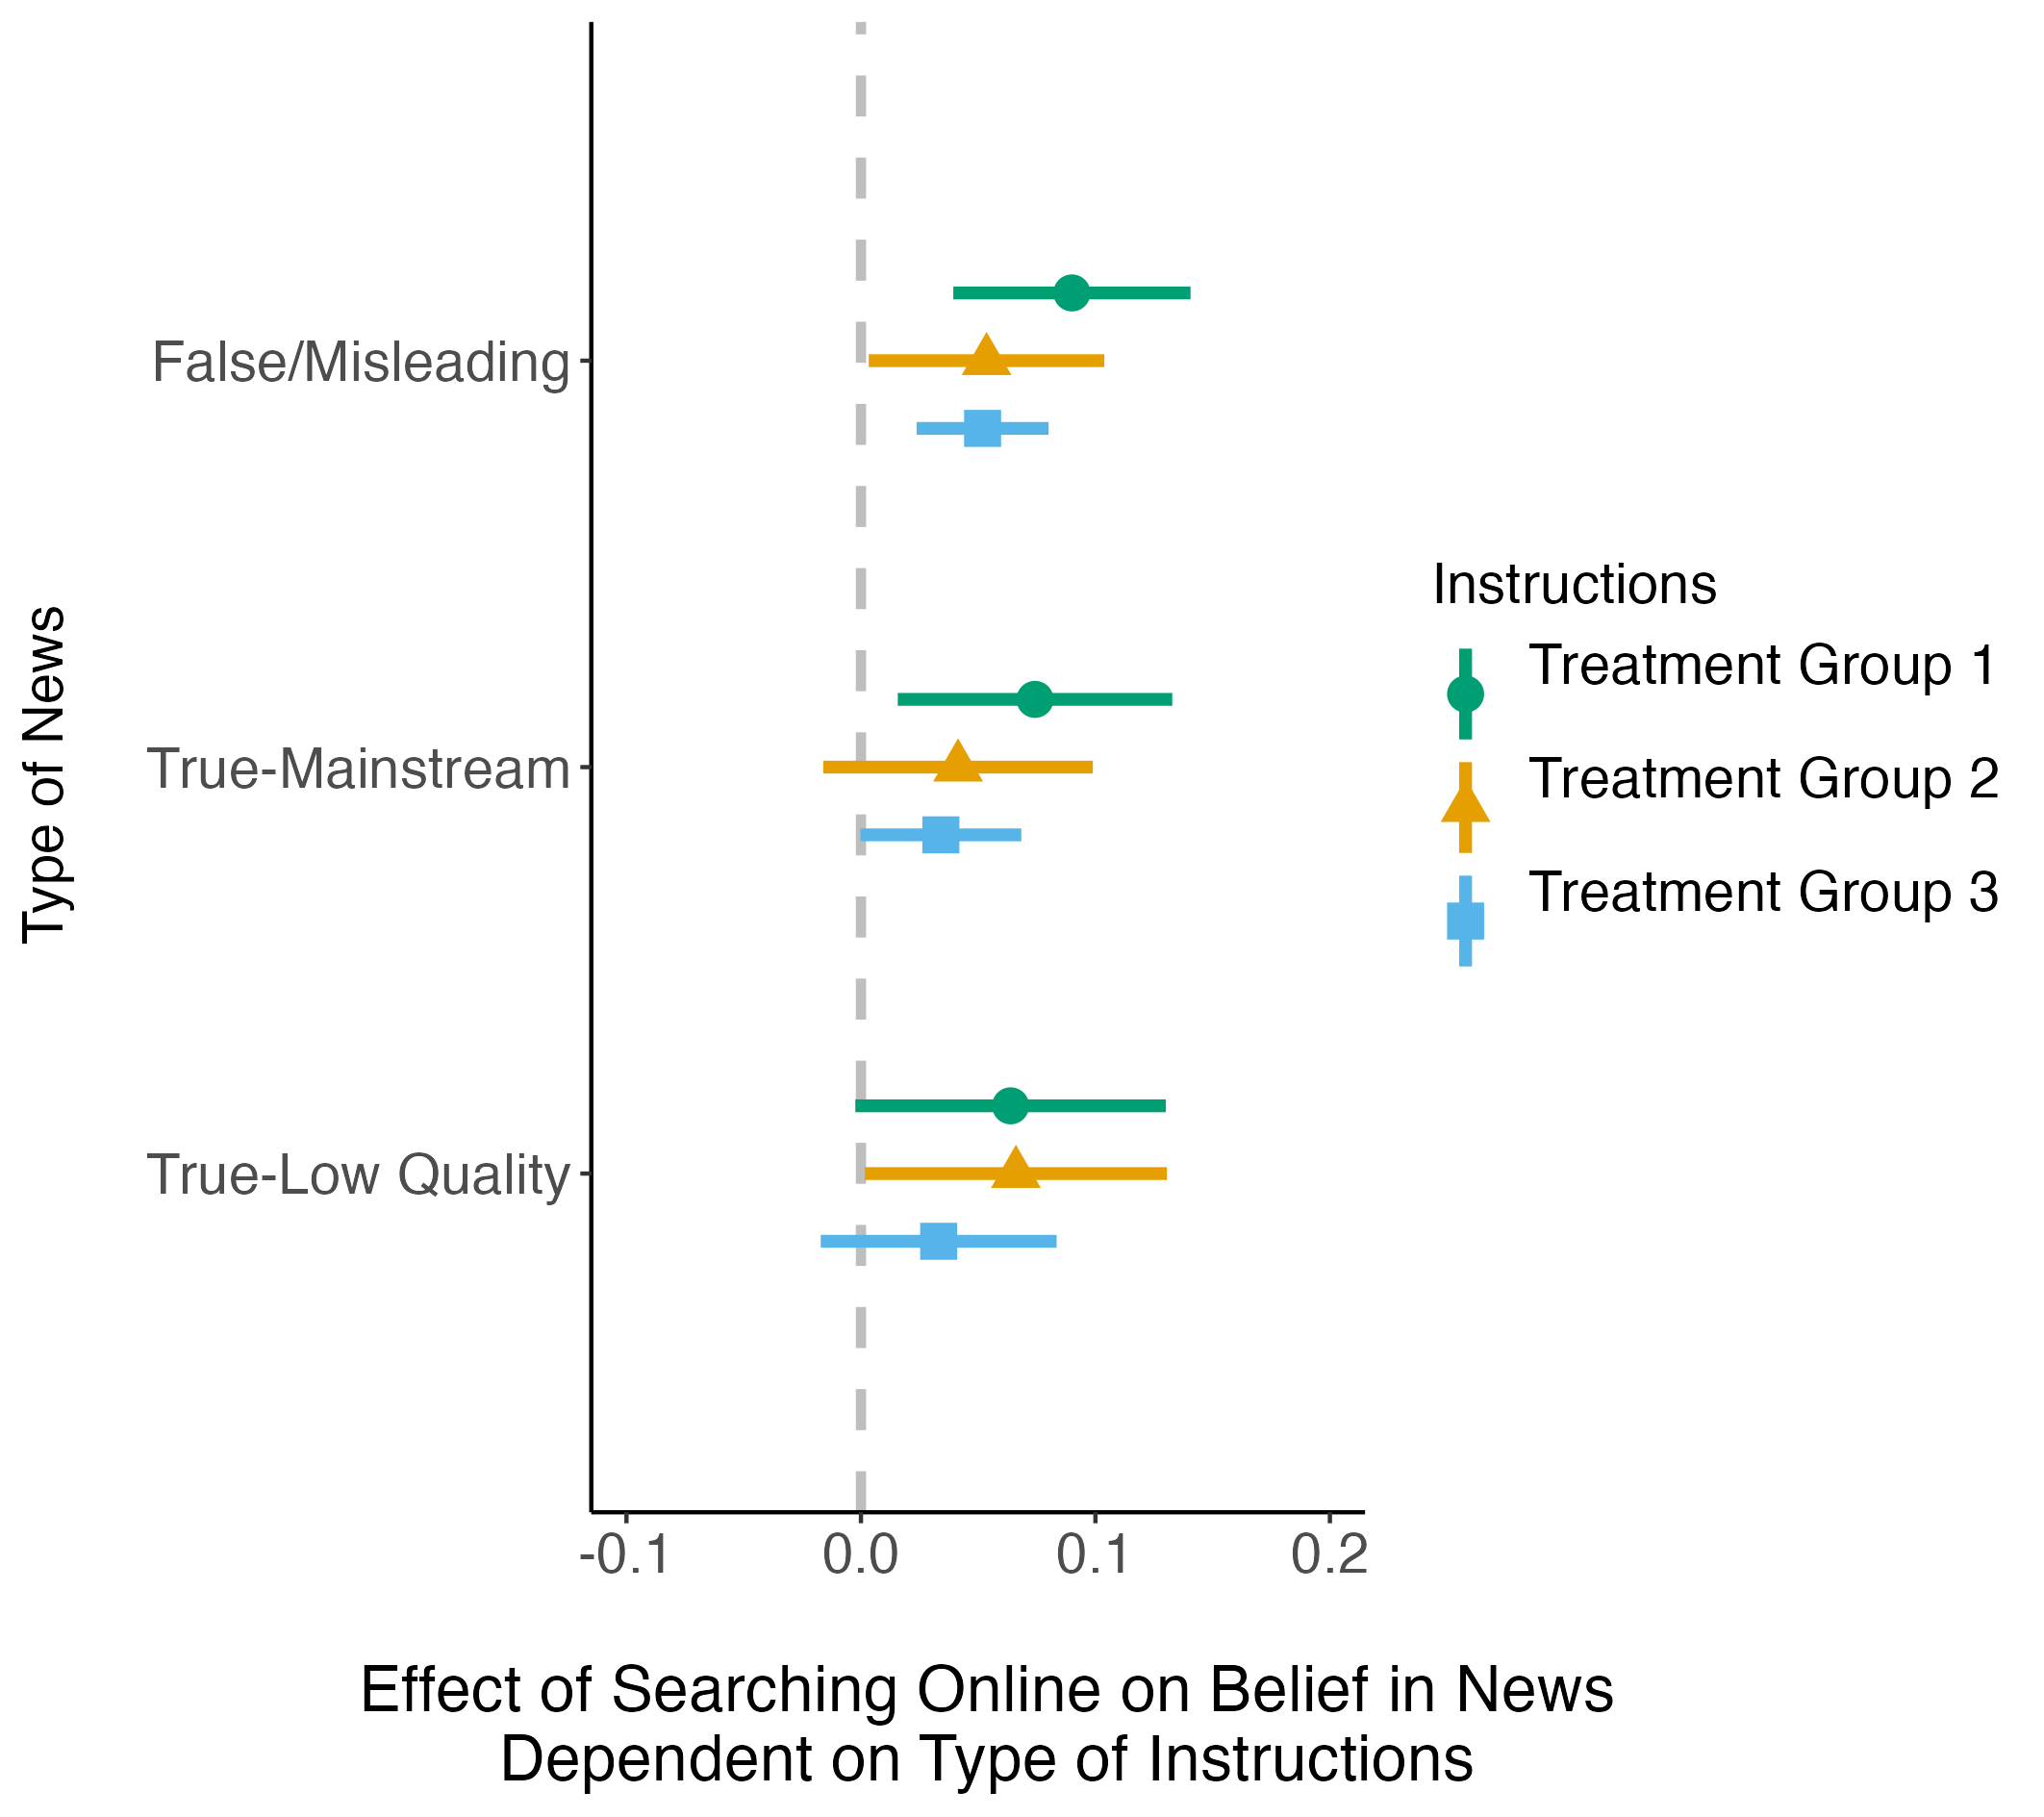 Type of News
False/Misleading
True-Mainstream
True-Low Quality
-0.1
0.0
0.1
0.2
Effect of Searching Online on Belief in News
Dependent on Type of Instructions
Instructions
Treatment Group 1
Treatment Group 2
Treatment Group 3